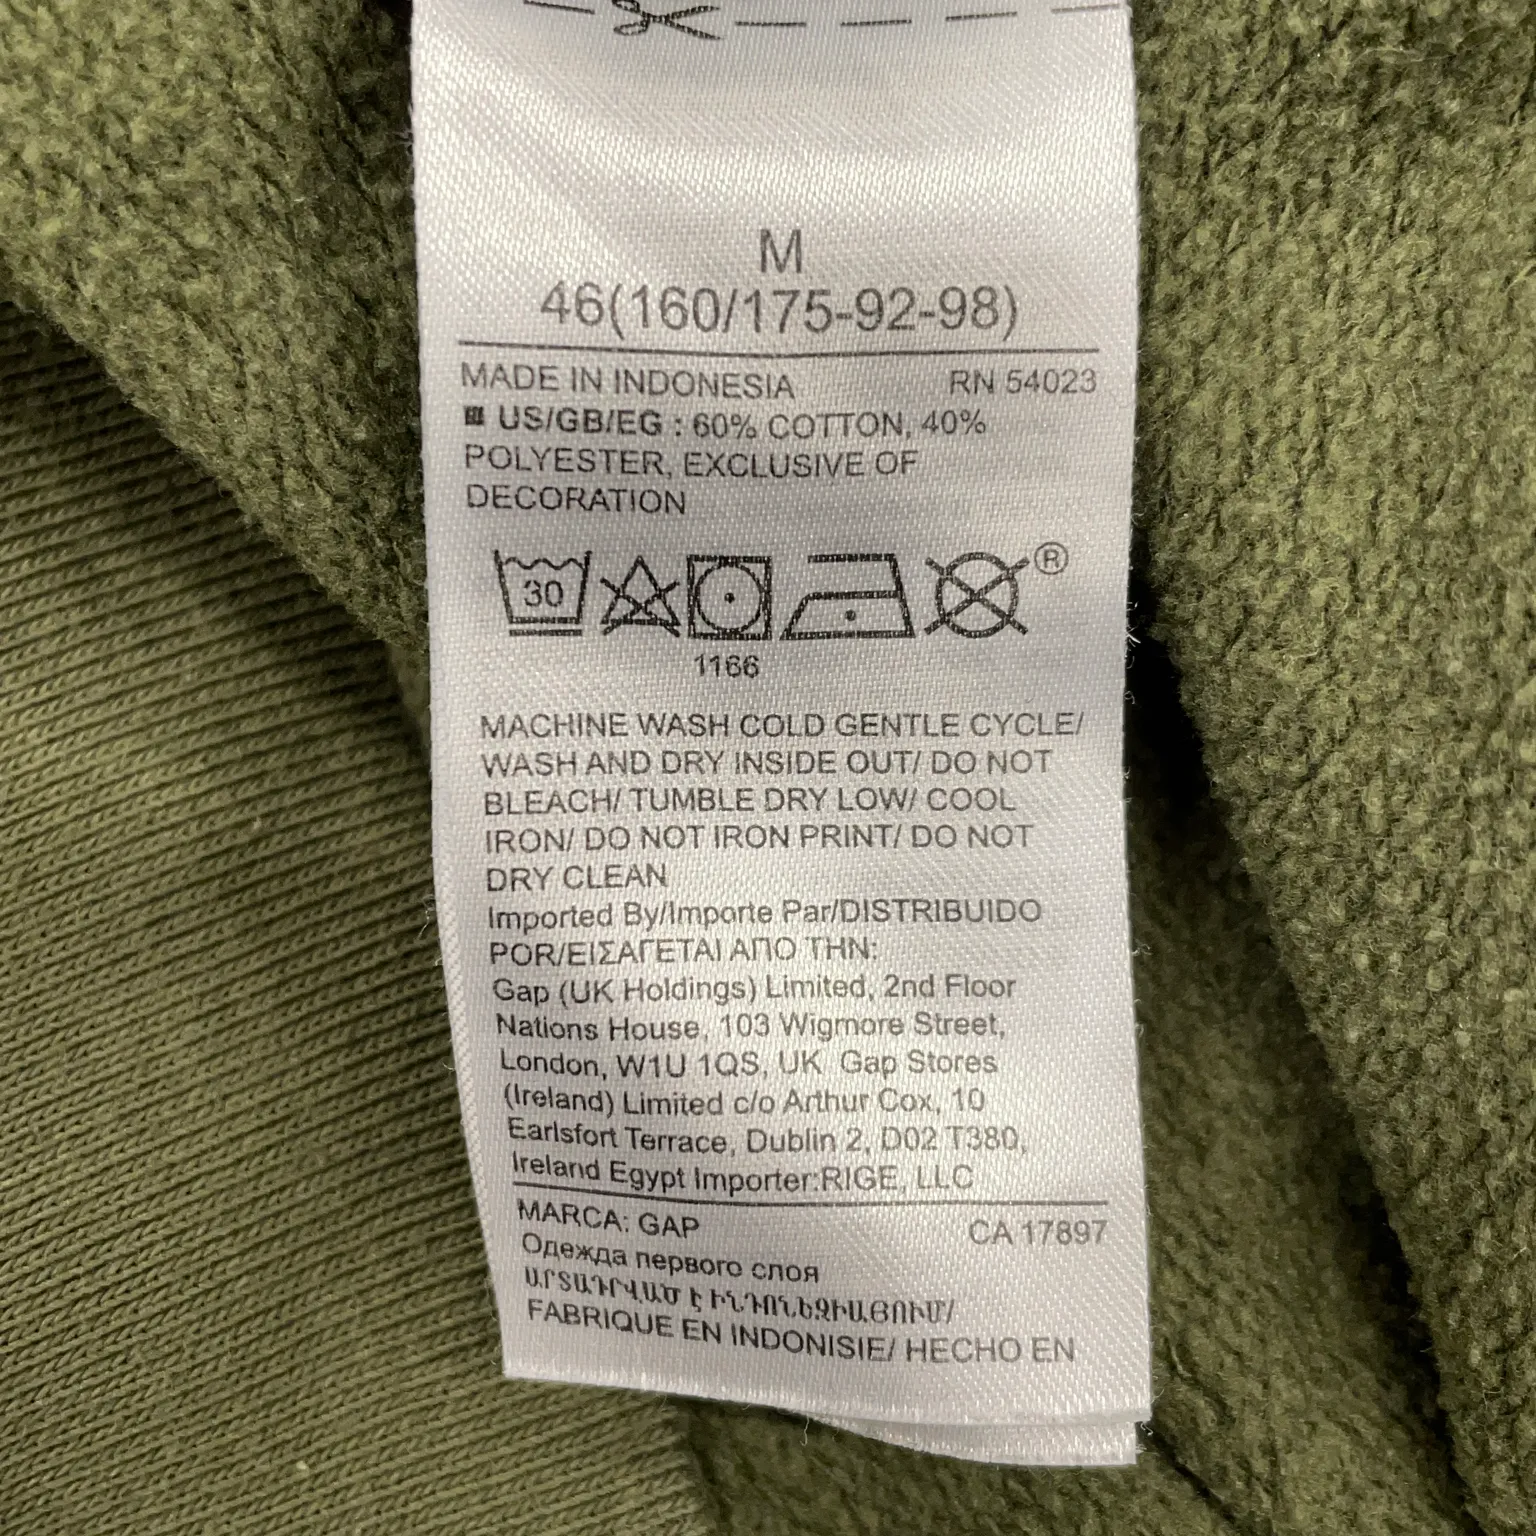 M
46(160/175-92-98)
MADE IN INDONESIA RN 54023
US/GB/EG : 60% COTTON, 40%
POLYESTER, EXCLUSIVE OF
DECORATION
30
®
1166
MACHINE WASH COLD GENTLE CYCLE/
WASH AND DRY INSIDE OUT/ DO NOT
BLEACH/ TUMBLE DRY LOW/ COOL
IRON/ DO NOT IRON PRINT/ DO NOT
DRY CLEAN
Imported By/Importe Par/DISTRIBUIDO
POR/ΕΙΣΑΓΕΤΑΙ ΑΠΟ ΤΗΝ:
Gap (UK Holdings) Limited, 2nd Floor
Nations House, 103 Wigmore Street,
London, W1U 1QS, UK Gap Stores
(Ireland) Limited c/o Arthur Cox, 10
Earlsfort Terrace, Dublin 2, D02 T380,
Ireland Egypt Importer:RIGE, LLC
MARCA: GAP CA 17897
Одежда первого слоя
ԱՐՏԱԴՐՎԱԾ Է ԻՆԴՈՆԵԶԻԱՅՈՒՄ/
FABRIQUE EN INDONISIE/ HECHO EN